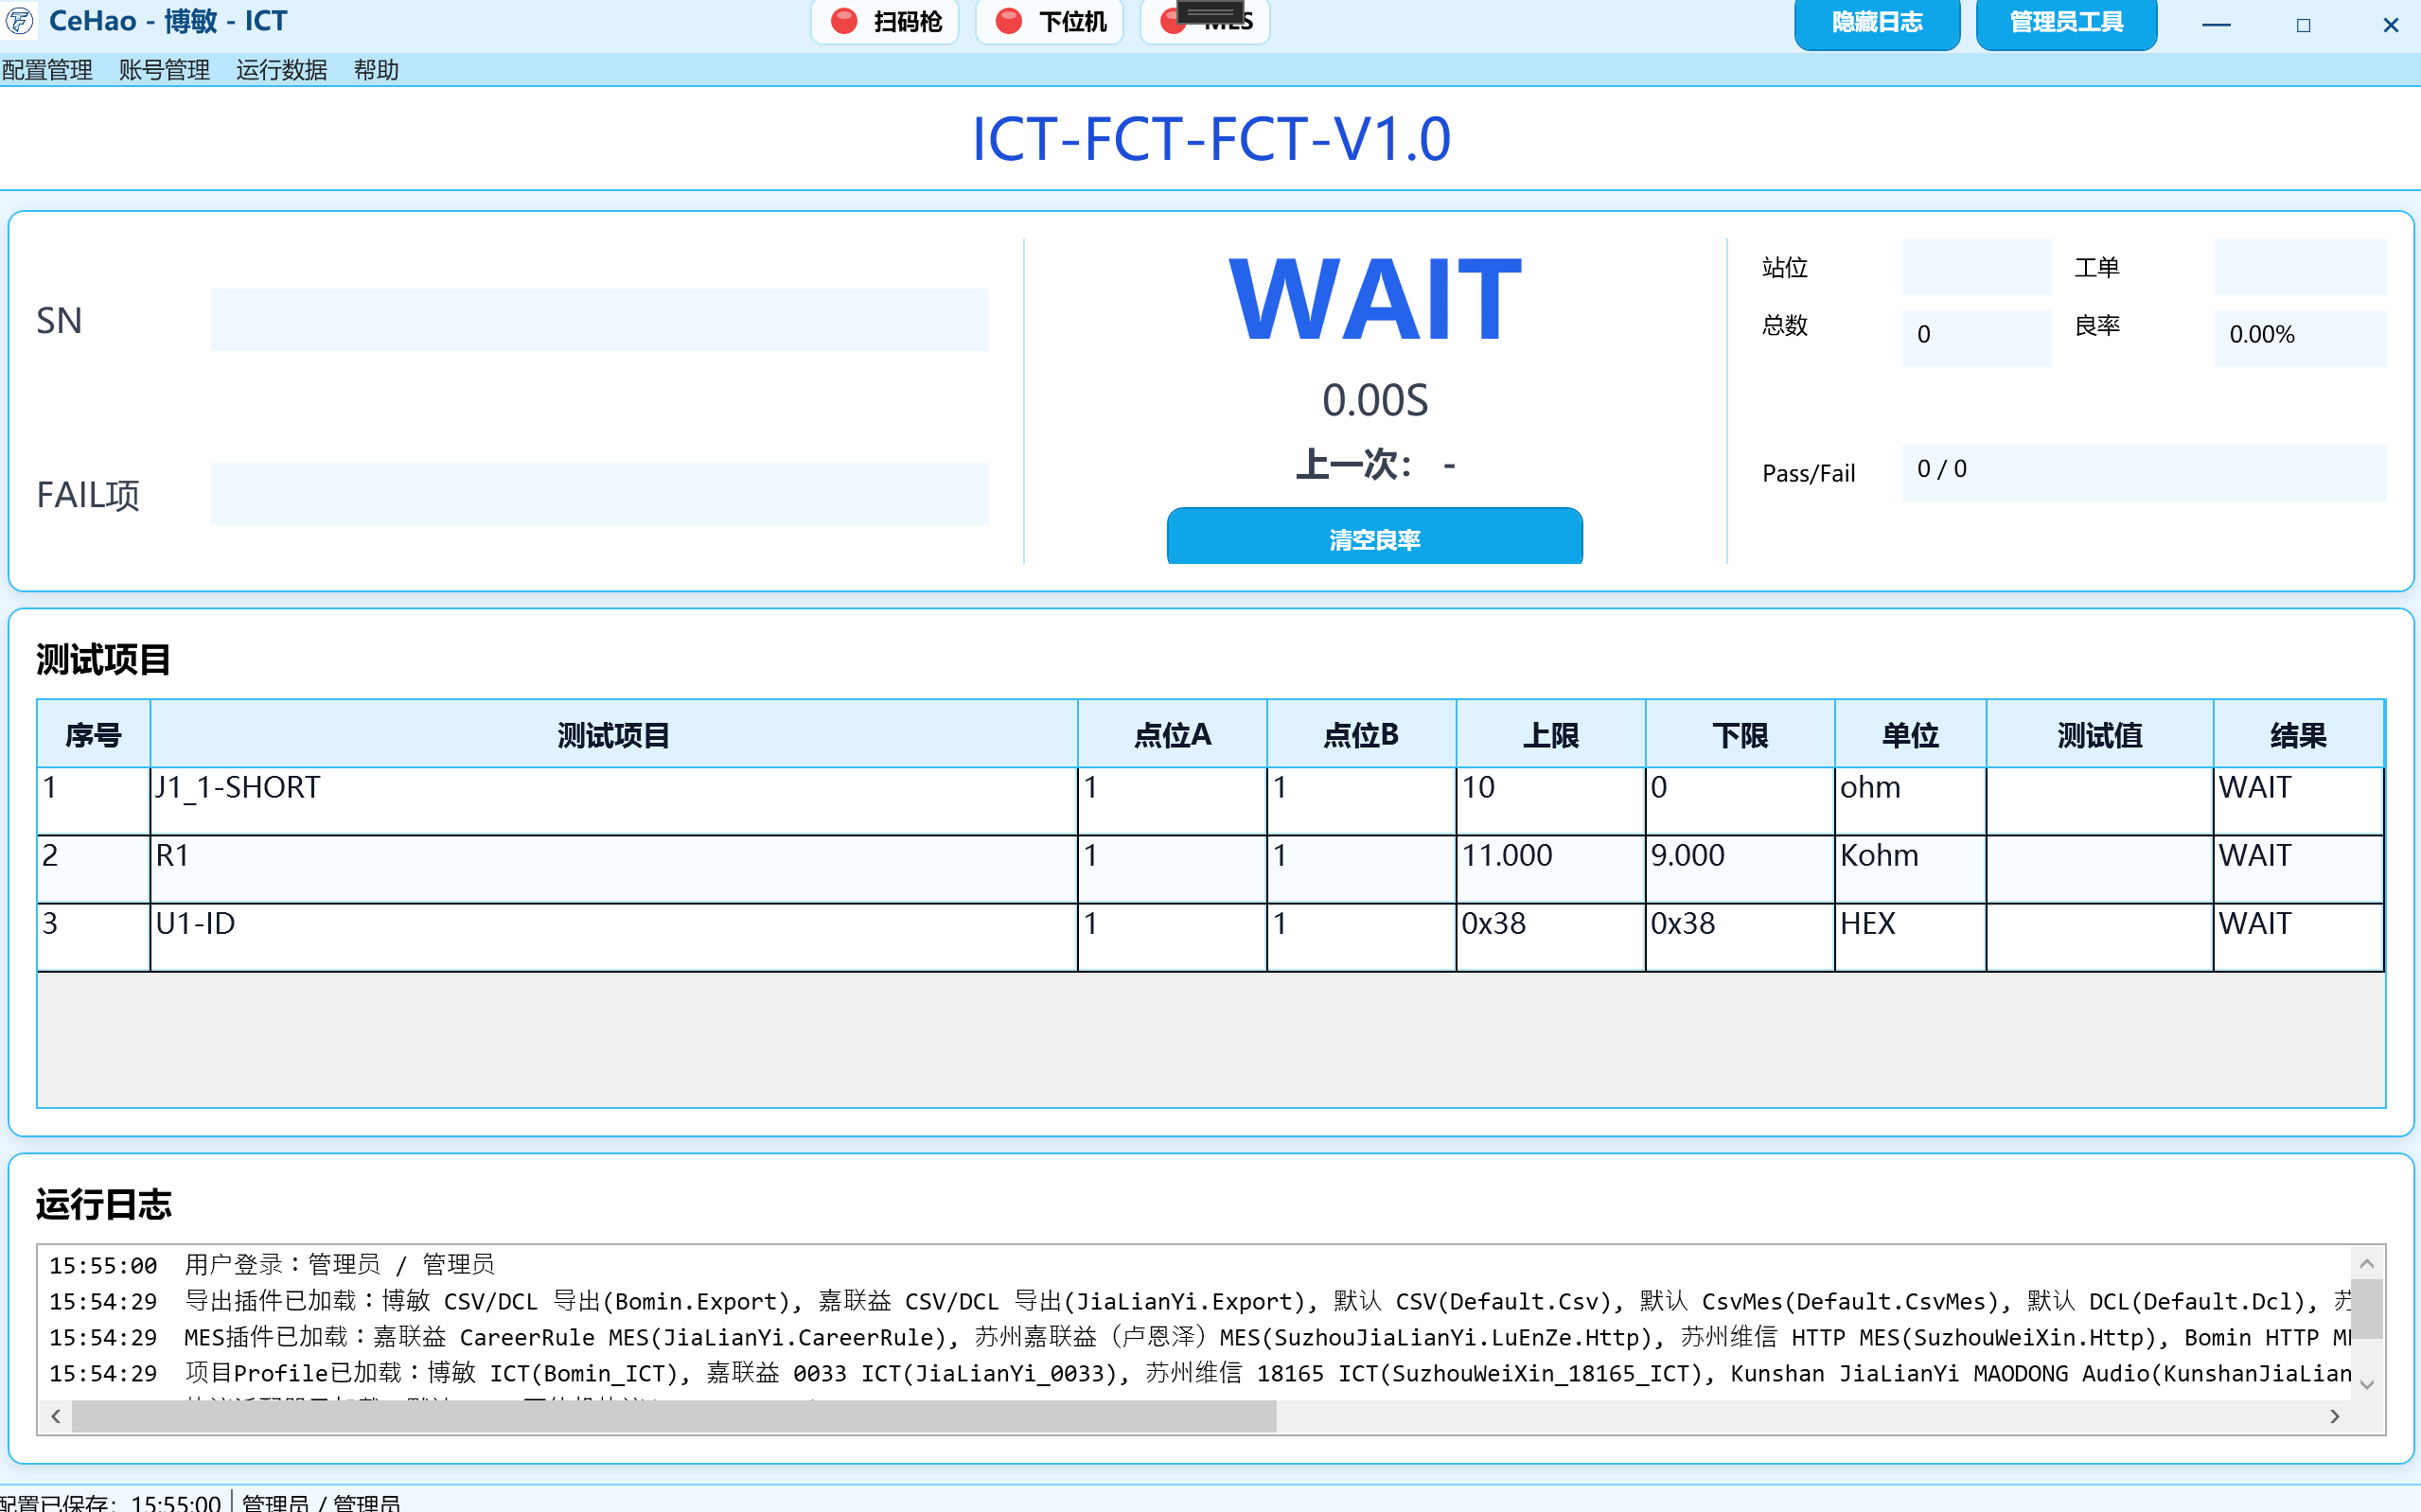 CeHao - 博敏 - ICT
扫码枪 下位机 MES
隐藏日志 管理员工具
配置管理 账号管理 运行数据 帮助
ICT-FCT-FCT-V1.0
SN
FAIL项
WAIT
0.00S
上一次： -
清空良率
站位 工单
总数 0 良率 0.00%
Pass/Fail 0 / 0
测试项目
序号 测试项目 点位A 点位B 上限 下限 单位 测试值 结果
1 J1_1-SHORT 1 1 10 0 ohm WAIT
2 R1 1 1 11.000 9.000 Kohm WAIT
3 U1-ID 1 1 0x38 0x38 HEX WAIT
运行日志
15:55:00 用户登录：管理员 / 管理员
15:54:29 导出插件已加载：博敏 CSV/DCL 导出(Bomin.Export), 嘉联益 CSV/DCL 导出(JiaLianYi.Export), 默认 CSV(Default.Csv), 默认 CsvMes(Default.CsvMes), 默认 DCL(Default.Dcl), 苏
15:54:29 MES插件已加载：嘉联益 CareerRule MES(JiaLianYi.CareerRule), 苏州嘉联益（卢恩泽）MES(SuzhouJiaLianYi.LuEnZe.Http), 苏州维信 HTTP MES(SuzhouWeiXin.Http), Bomin HTTP
15:54:29 项目Profile已加载：博敏 ICT(Bomin_ICT), 嘉联益 0033 ICT(JiaLianYi_0033), 苏州维信 18165 ICT(SuzhouWeiXin_18165_ICT), Kunshan JiaLianYi MAODONG Audio(KunshanJiaLian
配置已保存：15:55:00 管理员 / 管理员